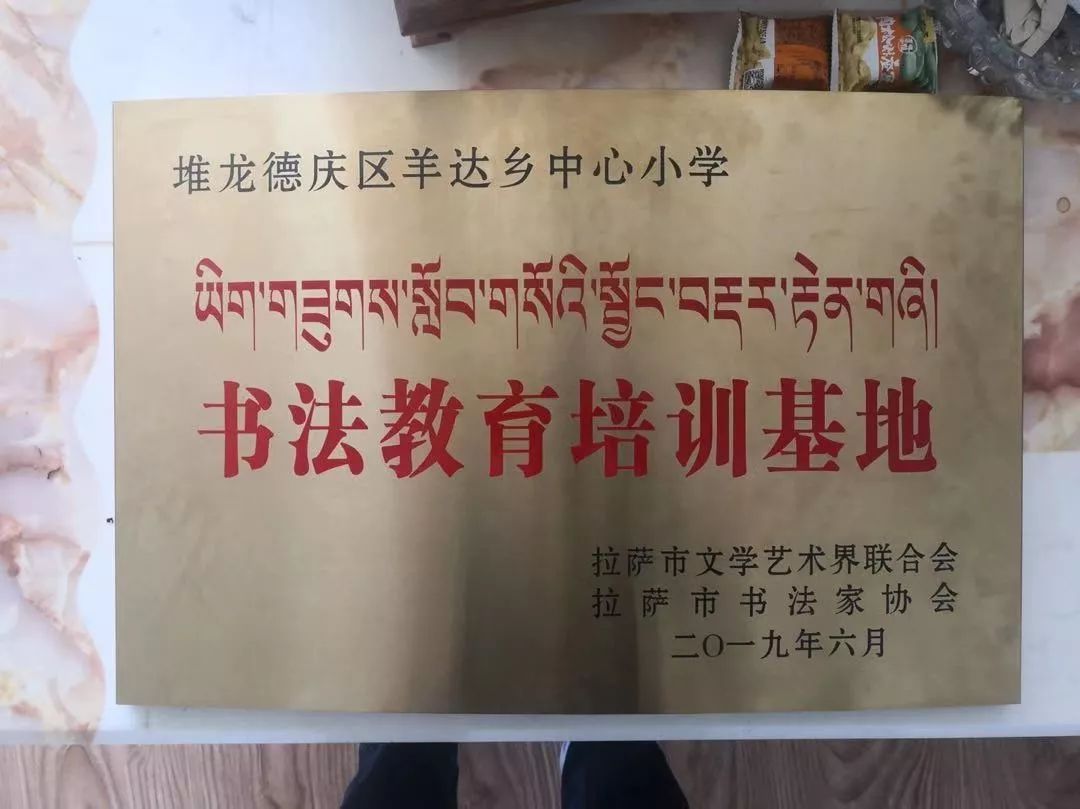 堆龙德庆区羊达乡中心小学
ཡིག་གཟུགས་སློབ་གསོའི་སྦྱོང་བརྡར་རྟེན་གཞི།
书法教育培训基地
拉萨市文学艺术界联合会
拉萨市书法家协会
二〇一九年六月